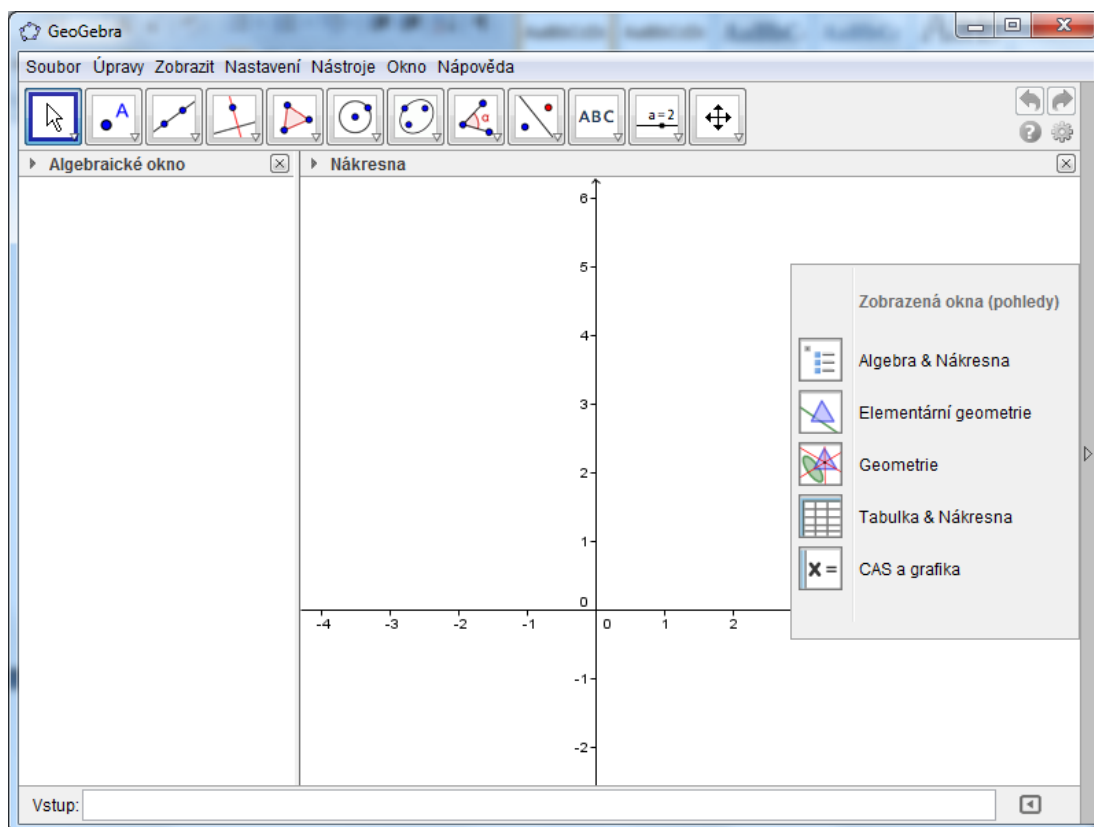 GeoGebra
Soubor Úpravy Zobrazit Nastavení Nástroje Okno Nápověda
A
α
ABC
a=2
Algebraické okno
Nákresna
6
5
4
3
2
1
0
-4 -3 -2 -1 0 1 2
-1
-2
Zobrazená okna (pohledy)
Algebra & Nákresna
Elementární geometrie
Geometrie
Tabulka & Nákresna
X =
CAS a grafika
Vstup: